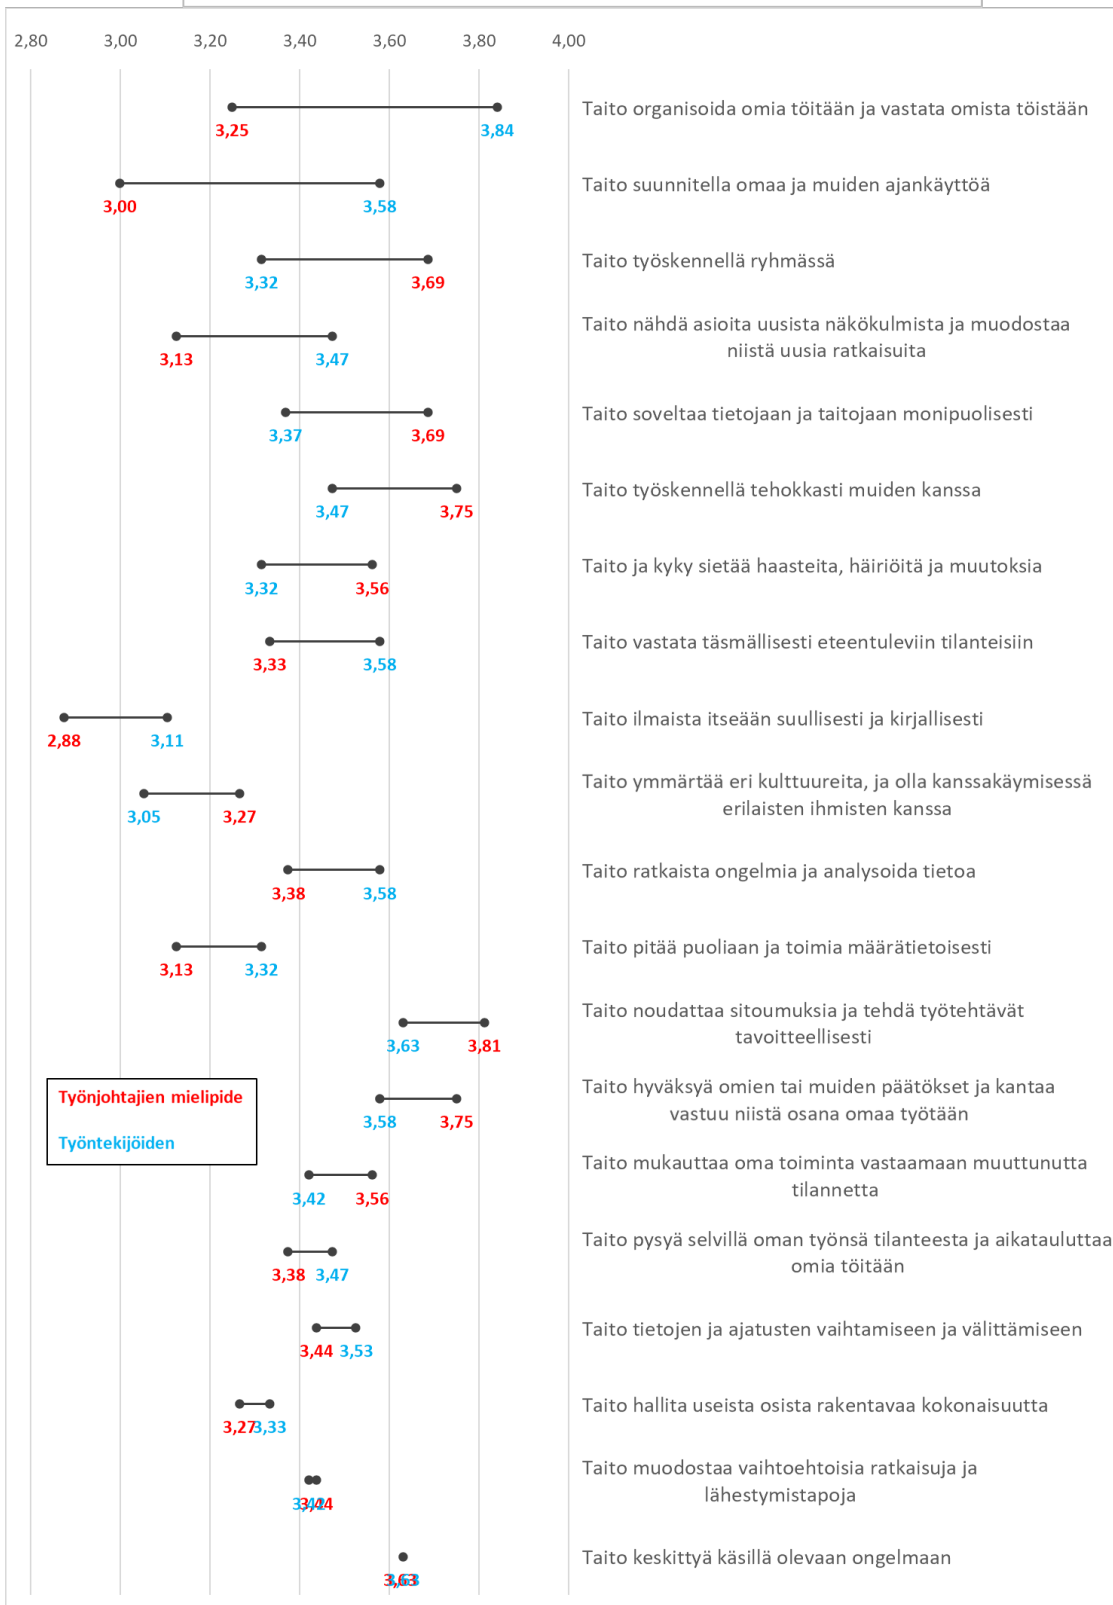 2,80 3,00 3,20 3,40 3,60 3,80 4,00
Taito organisoida omia töitään ja vastata omista töistään
3,25 3,84
Taito suunnitella omaa ja muiden ajankäyttöä
3,00 3,58
Taito työskennellä ryhmässä
3,32 3,69
Taito nähdä asioita uusista näkökulmista ja muodostaa
niistä uusia ratkaisuita
3,13 3,47
Taito soveltaa tietojaan ja taitojaan monipuolisesti
3,37 3,69
Taito työskennellä tehokkasti muiden kanssa
3,47 3,75
Taito ja kyky sietää haasteita, häiriöitä ja muutoksia
3,32 3,56
Taito vastata täsmällisesti eteentuleviin tilanteisiin
3,33 3,58
Taito ilmaista itseään suullisesti ja kirjallisesti
2,88 3,11
Taito ymmärtää eri kulttuureita, ja olla kanssakäymisessä
erilaisten ihmisten kanssa
3,05 3,27
Taito ratkaista ongelmia ja analysoida tietoa
3,38 3,58
Taito pitää puoliaan ja toimia määrätietoisesti
3,13 3,32
Taito noudattaa sitoumuksia ja tehdä työtehtävät
tavoitteellisesti
3,63 3,81
Taito hyväksyä omien tai muiden päätökset ja kantaa
vastuu niistä osana omaa työtään
3,58 3,75
Työnjohtajien mielipide
Työntekijöiden
Taito mukauttaa oma toiminta vastaamaan muuttunutta
tilannetta
3,42 3,56
Taito pysyä selvillä oman työnsä tilanteesta ja aikatauluttaa
omia töitään
3,38 3,47
Taito tietojen ja ajatusten vaihtamiseen ja välittämiseen
3,44 3,53
Taito hallita useista osista rakentavaa kokonaisuutta
3,27 3,33
Taito muodostaa vaihtoehtoisia ratkaisuja ja
lähestymistapoja
3,42 3,44
Taito keskittyä käsillä olevaan ongelmaan
3,63 3,63